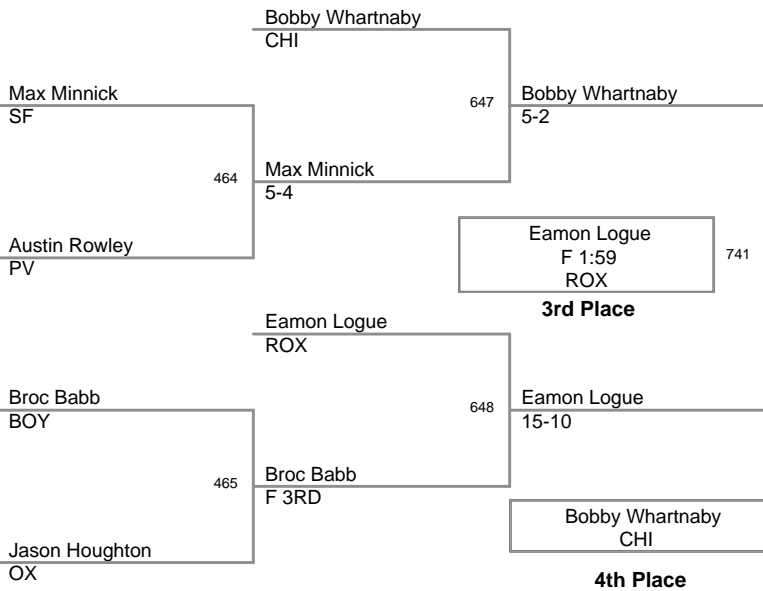 Bobby Whartnaby
CHI
Max Minnick
SF
647
Bobby Whartnaby
5-2
464
Max Minnick
5-4
Austin Rowley
PV
Eamon Logue
F 1:59
ROX
741
3rd Place
Eamon Logue
ROX
Broc Babb
BOY
648
Eamon Logue
15-10
465
Broc Babb
F 3RD
Jason Houghton
OX
Bobby Whartnaby
CHI
4th Place